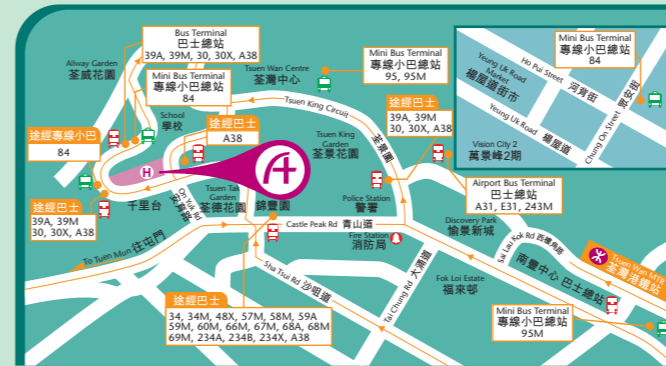 Bus Terminal
巴士總站
39A, 39M, 30, 30X, A38
Allway Garden
荃威花園
Mini Bus Terminal
專線小巴總站
84
School
學校
途經專線小巴
84
途經巴士
A38
Tsuen Wan Centre
荃灣中心
Mini Bus Terminal
專線小巴總站
95, 95M
Tsuen King Circuit
途經巴士
39A, 39M
30, 30X, A38
Tsuen King
Garden
荃景花園
荃景圍
Yeung Uk Road
Market
楊屋道街市
Ho Pui Street
河背街
Mini Bus Terminal
專線小巴總站
84
Chung On Street
眾安街
Yeung Uk Road
楊屋道
Vision City 2
萬景峰2期
H
千里台
途經巴士
39A, 39M
30, 30X, A38
On Yuk Rd
安育路
Tsuen Tak
Garden
荃德花園
錦豐園
Police Station
警署
Airport Bus Terminal
巴士總站
A31, E31, 243M
Castle Peak Rd 青山道
Fire Station
消防局
Discovery Park
愉景新城
Sai Lau Kok Rd 西樓角路
Tsuen Wan MTR
荃灣港鐵站
To Tuen Mun 往屯門
Sha Tsui Rd 沙咀道
Tai Chung Rd 大涌道
Fok Loi Estate
福來邨
南豐中心 巴士總站
途經巴士
34, 34M, 48X, 57M, 58M, 59A
59M, 60M, 66M, 67M, 68A, 68M
69M, 234A, 234B, 234X, A38
Mini Bus Terminal
專線小巴總站
95M